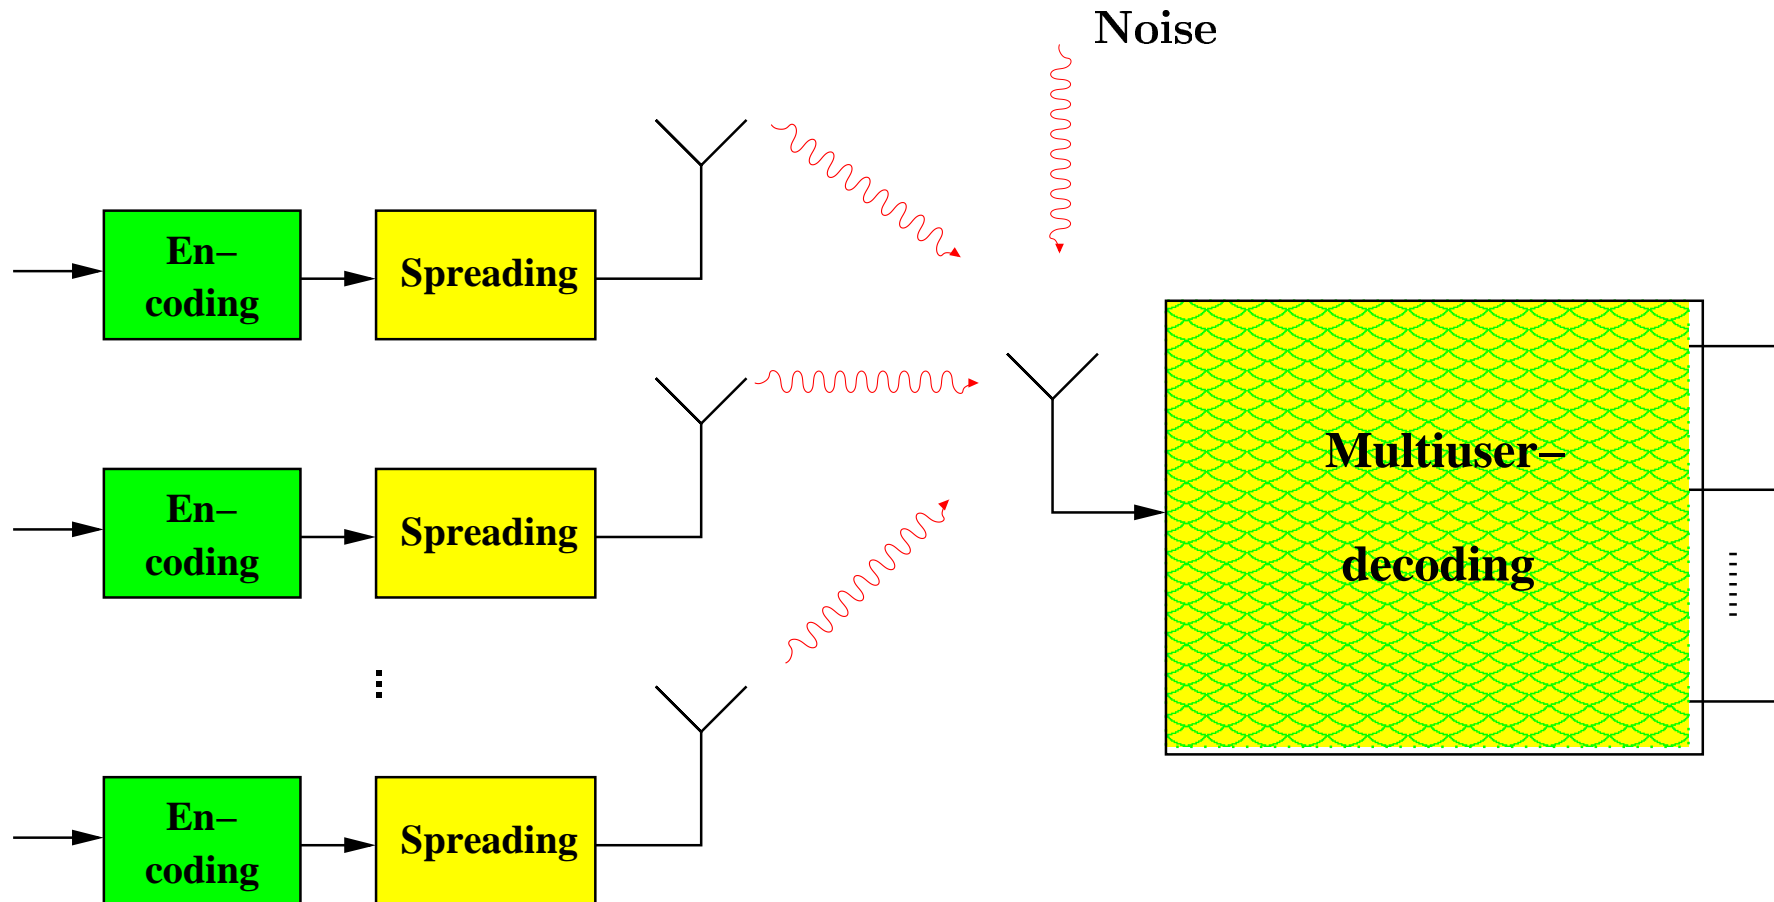 Noise
En–
coding
Spreading
En–
coding
Spreading
Multiuser–
decoding
En–
coding
Spreading